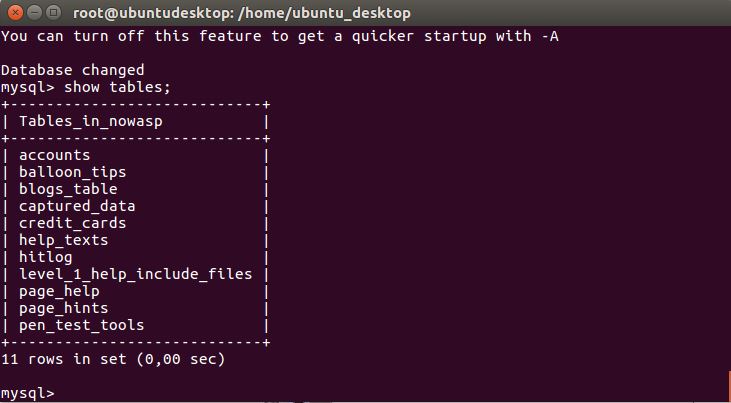 root@ubuntudesktop: /home/ubuntu_desktop
You can turn off this feature to get a quicker startup with -A
Database changed
mysql> show tables;
+----------------------------+
| Tables_in_nowasp           |
+----------------------------+
| accounts                   |
| balloon_tips               |
| blogs_table                |
| captured_data              |
| credit_cards               |
| help_texts                 |
| hitlog                     |
| level_1_help_include_files |
| page_help                  |
| page_hints                 |
| pen_test_tools             |
+----------------------------+
11 rows in set (0,00 sec)
mysql>